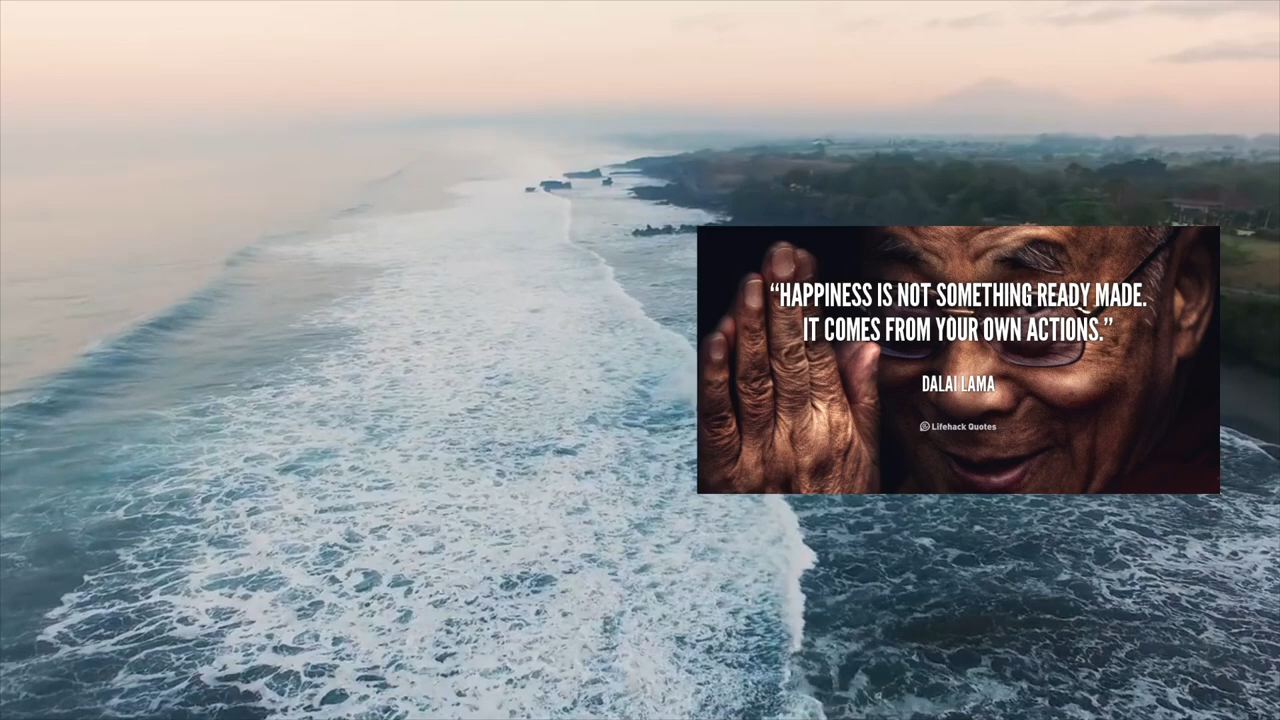 “HAPPINESS IS NOT SOMETHING READY MADE.
IT COMES FROM YOUR OWN ACTIONS.”
DALAI LAMA
Lifehack Quotes